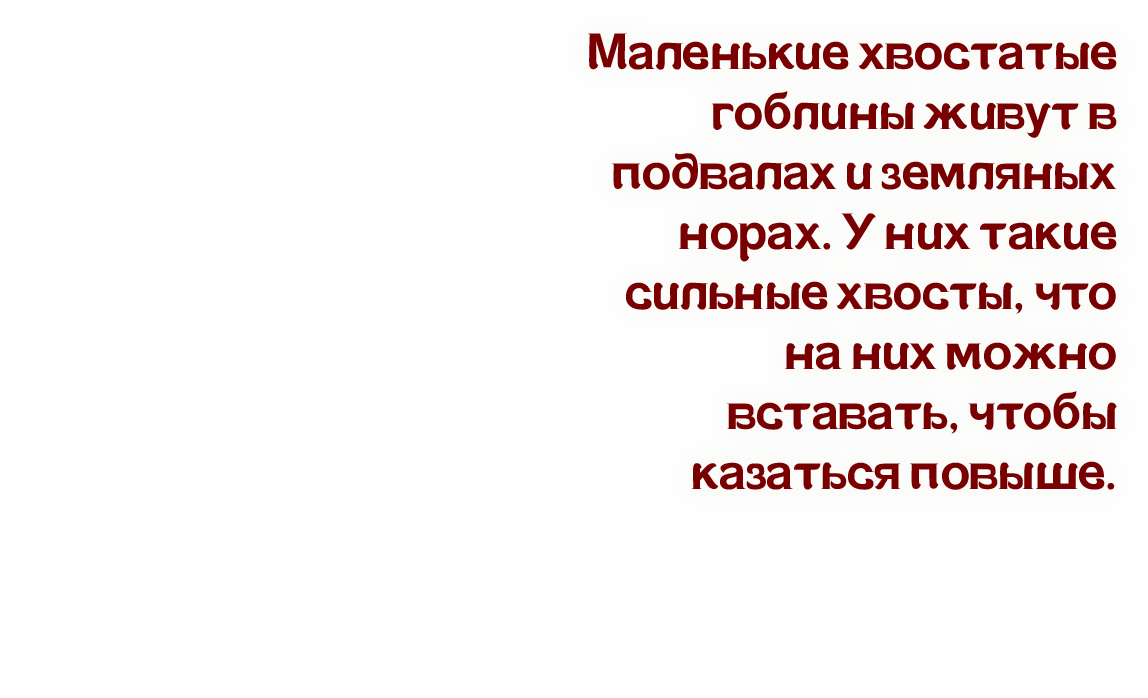 Маленькие хвостатые
гоблины живут в
подвалах и земляных
норах. У них такие
сильные хвосты, что
на них можно
вставать, чтобы
казаться повыше.